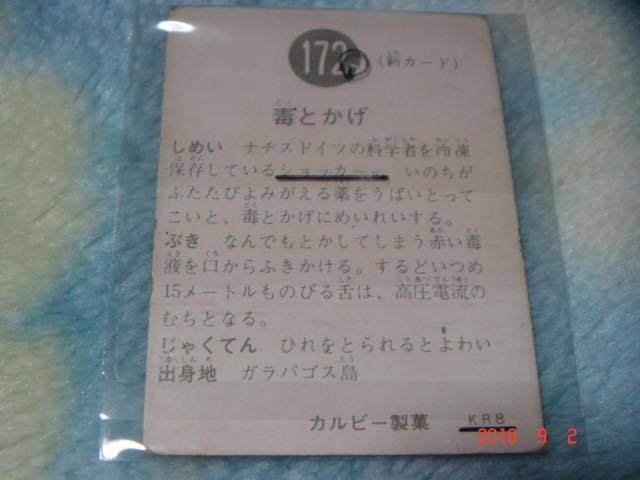 172 (新カード)
毒とかげ
しめい ナチスドイツの科学者を冷凍
保存しているショッカー。いのちが
ふたたびよみがえる薬をうばいとって
こいと、毒とかげにめいれいする。
ぶき なんでもとかしてしまう赤い毒
液を口からふきかける。するどいつめ
15メートルものびる舌は、高圧電流の
むちとなる。
じゃくてん ひれをとられるとよわい
出身地 ガラパゴス島
カルビー製菓 KR8
2018 9 2